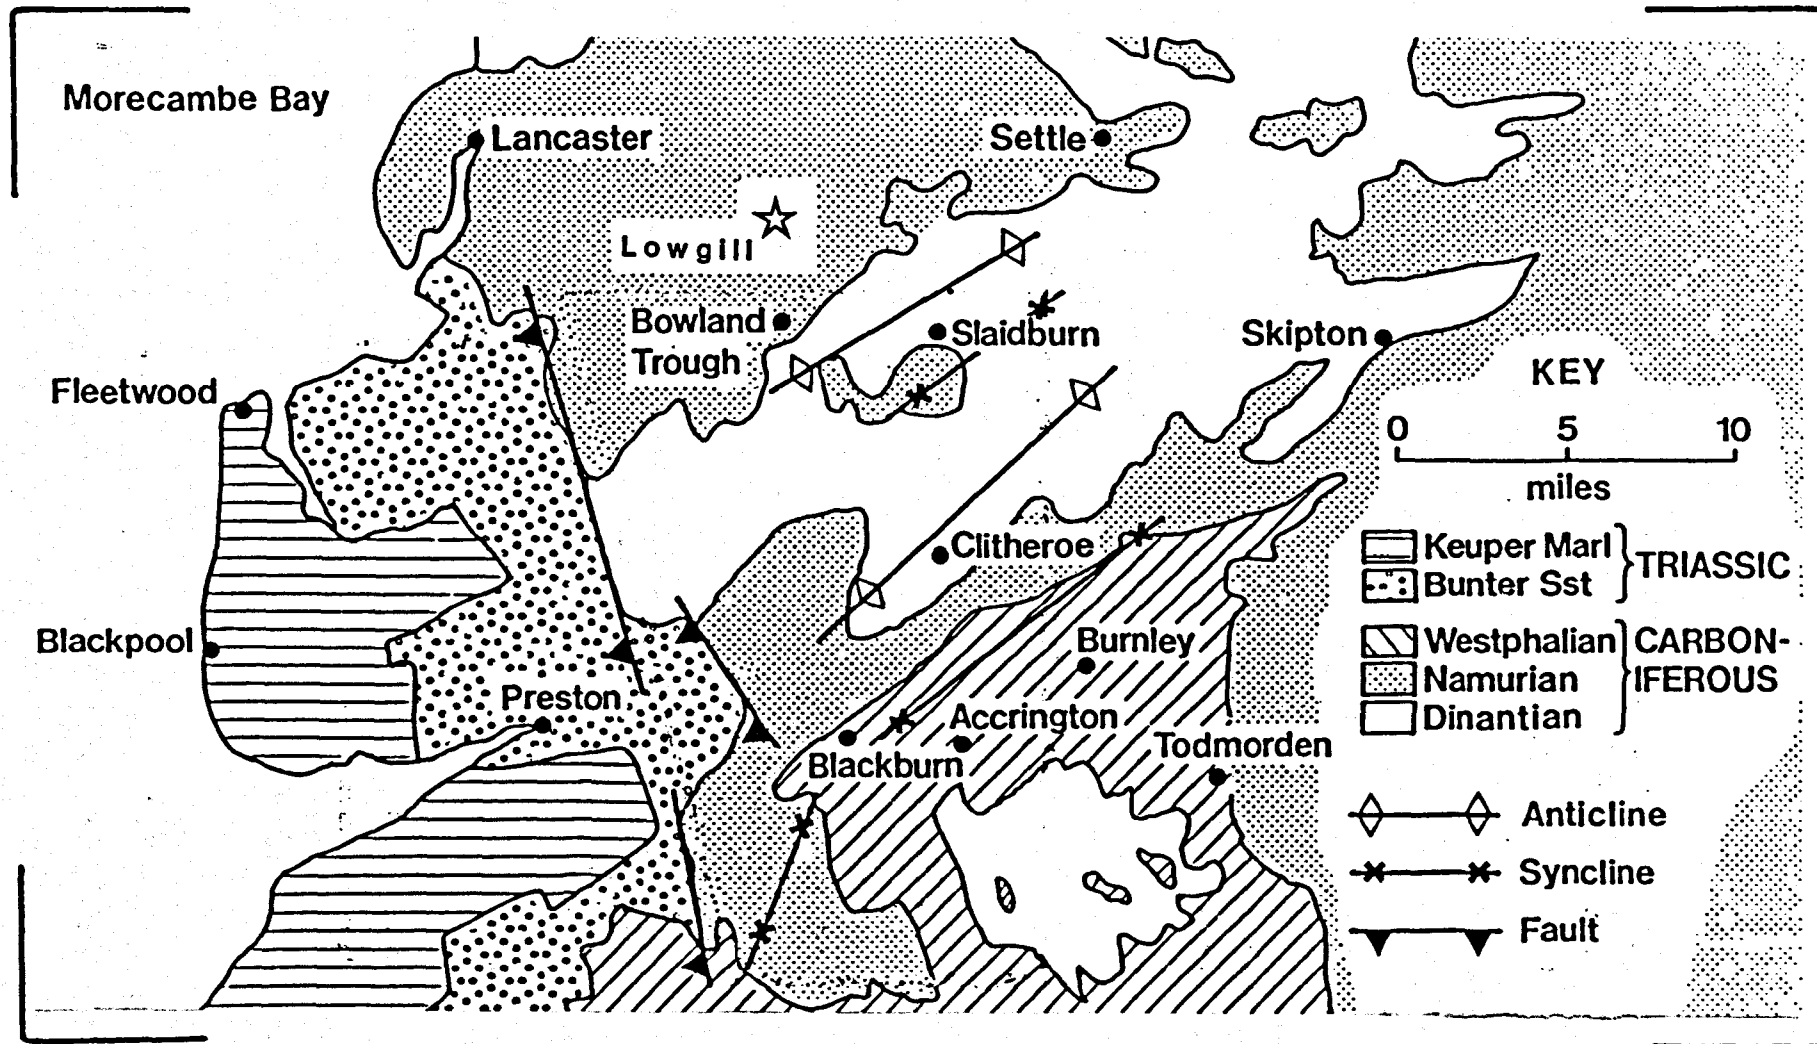 Morecambe Bay
Lancaster
Settle
Lowgill
Bowland
Trough
Slaidburn
Skipton
Fleetwood
KEY
0 5 10
miles
Keuper Marl
Bunter Sst
TRIASSIC
Clitheroe
Westphalian
Namurian
Dinantian
CARBON-
IFEROUS
Blackpool
Burnley
Preston
Accrington
Blackburn
Todmorden
Anticline
Syncline
Fault